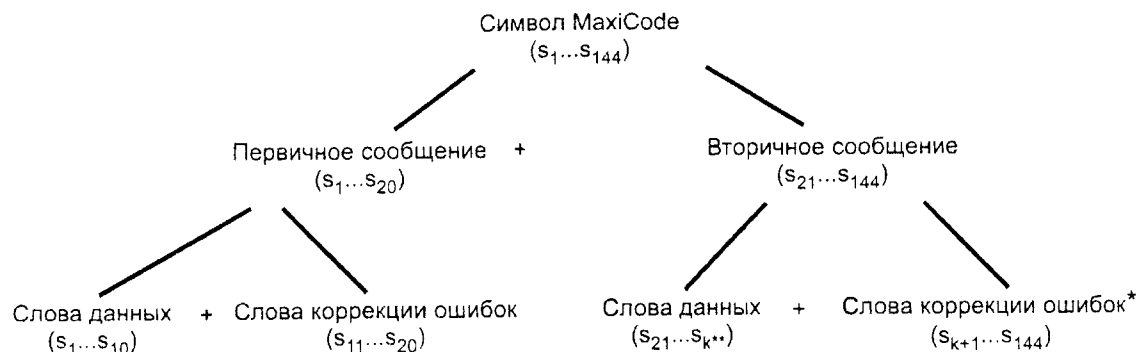 Символ MaxiCode
(s1...s144)
Первичное сообщение + Вторичное сообщение
(s1...s20) (s21...s144)
Слова данных + Слова коррекции ошибок Слова данных + Слова коррекции ошибок*
(s1...s10) (s11...s20) (s21...sk**) (sk+1...s144)